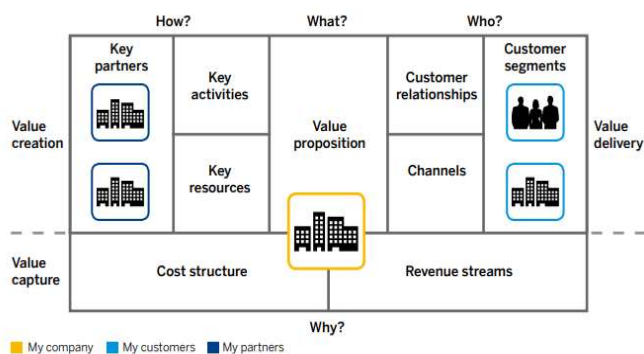 How?
What?
Who?
Key
partners
Key
activities
Key
resources
Value
proposition
Customer
relationships
Channels
Customer
segments
Value
creation
Value
delivery
Value
capture
Cost structure
Revenue streams
Why?
My company
My customers
My partners